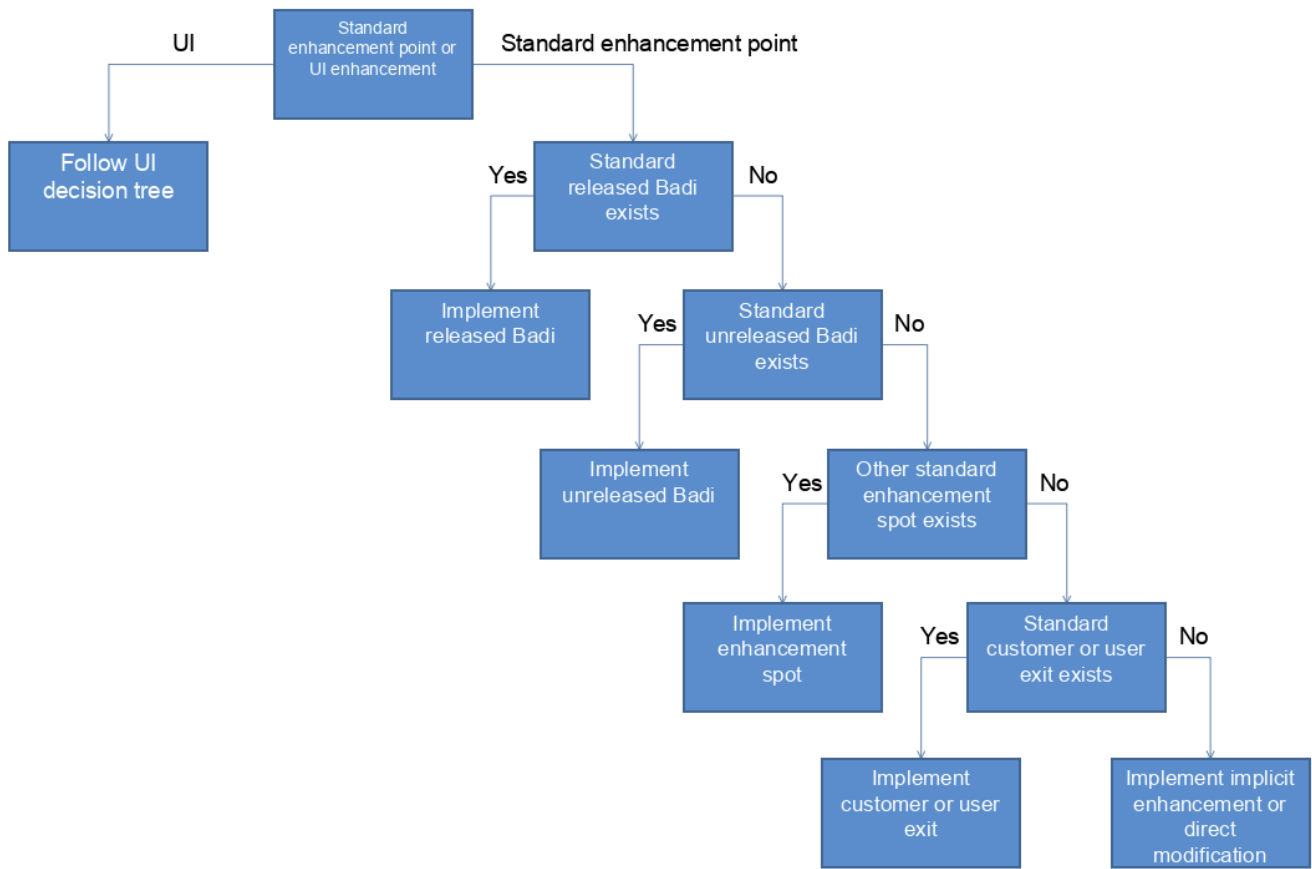 Standard
enhancement point or
UI enhancement
UI
Standard enhancement point
Follow UI
decision tree
Standard
released Badi
exists
Yes
No
Implement
released Badi
Standard
unreleased Badi
exists
Yes
No
Implement
unreleased Badi
Other standard
enhancement
spot exists
Yes
No
Implement
enhancement
spot
Standard
customer or user
exit exists
Yes
No
Implement
customer or user
exit
Implement implicit
enhancement or
direct
modification